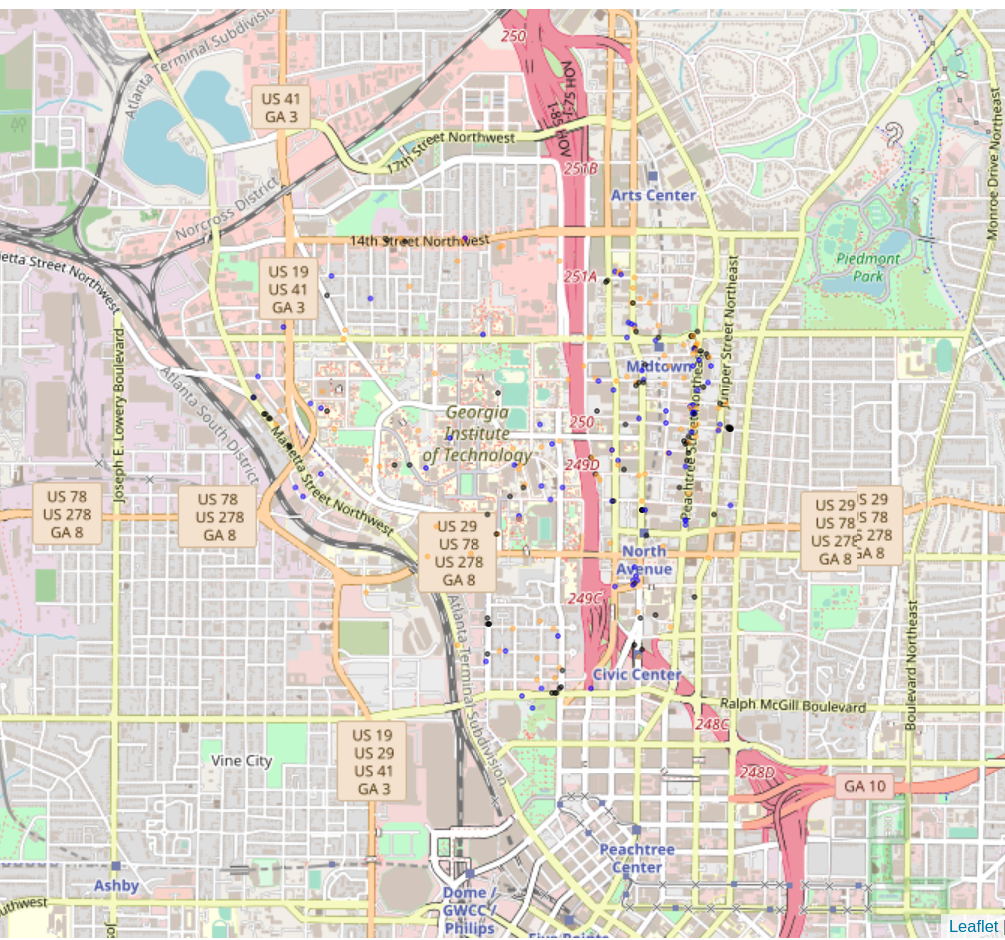 250
Atlanta Terminal Subdivision
US 41
GA 3
I-75 HOV
I-85 HOV
17th Street Northwest
251B
Arts Center
Monroe Drive Northeast
Norcross District
14th Street Northwest
Piedmont
Park
etta Street Northwest
US 19
US 41
GA 3
251A
Juniper Street Northeast
Midtown
Peachtree Street Northeast
Joseph E. Lowery Boulevard
Atlanta South District
Georgia
Institute
of Technology
250
249D
Marietta Street Northwest
US 78
US 278
GA 8
US 78
US 278
GA 8
US 29
US 78
US 278
GA 8
US 29
US 78
US 278
GA 8
S 29
S 78
S 278
GA 8
North
Avenue
249C
Atlanta Terminal Subdivision
Civic Center
Boulevard Northeast
Ralph McGill Boulevard
248C
US 19
US 29
US 41
GA 3
Vine City
248D
GA 10
Peachtree
Center
Ashby
Dome /
GWCC /
Philips
uthwest
Five Points
Leaflet